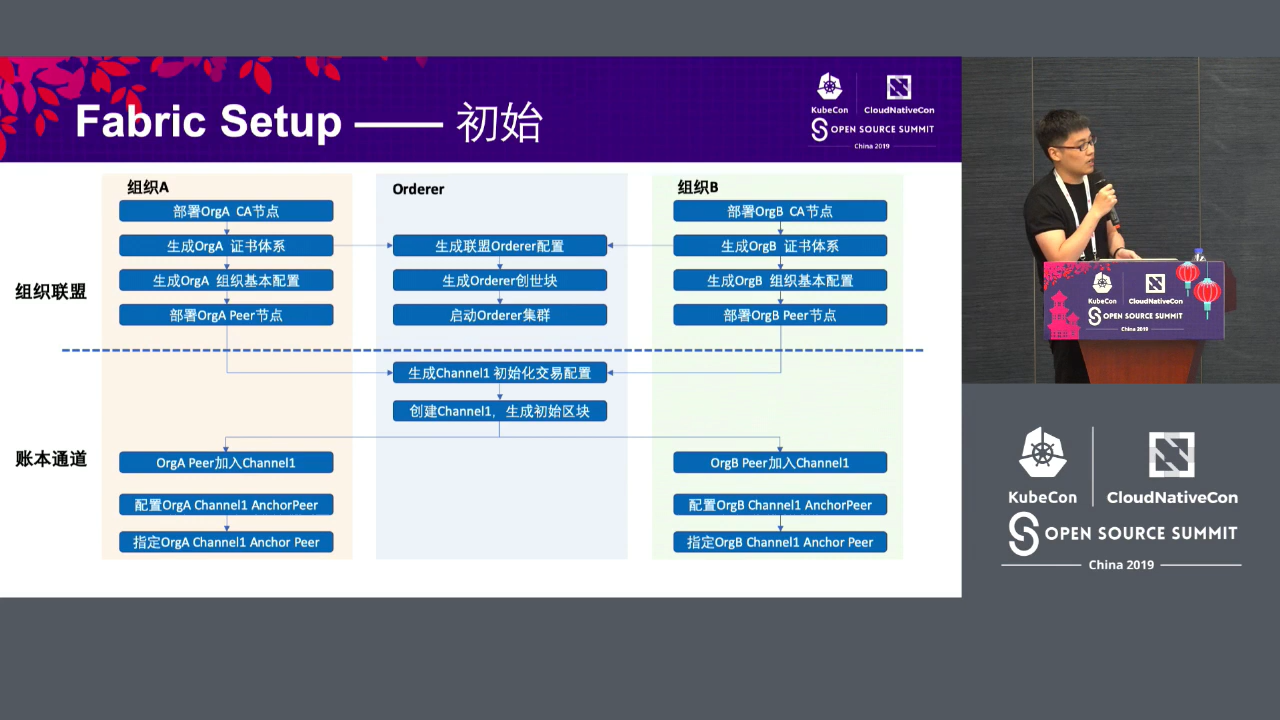 Fabric Setup —— 初始
KubeCon
CloudNativeCon
OPEN SOURCE SUMMIT
China 2019
组织A
Orderer
组织B
组织联盟
部署OrgA CA节点
生成OrgA 证书体系
生成OrgA 组织基本配置
部署OrgA Peer节点
生成联盟Orderer配置
生成Orderer创世块
启动Orderer集群
部署OrgB CA节点
生成OrgB 证书体系
生成OrgB 组织基本配置
部署OrgB Peer节点
账本通道
生成Channel1 初始化交易配置
创建Channel1，生成初始区块
OrgA Peer加入Channel1
配置OrgA Channel1 AnchorPeer
指定OrgA Channel1 Anchor Peer
OrgB Peer加入Channel1
配置OrgB Channel1 AnchorPeer
指定OrgB Channel1 Anchor Peer
KubeCon
CloudNativeCon
OPEN SOURCE SUMMIT
China 2019
KubeCon
CloudNativeCon
OPEN SOURCE SUMMIT
China 2019